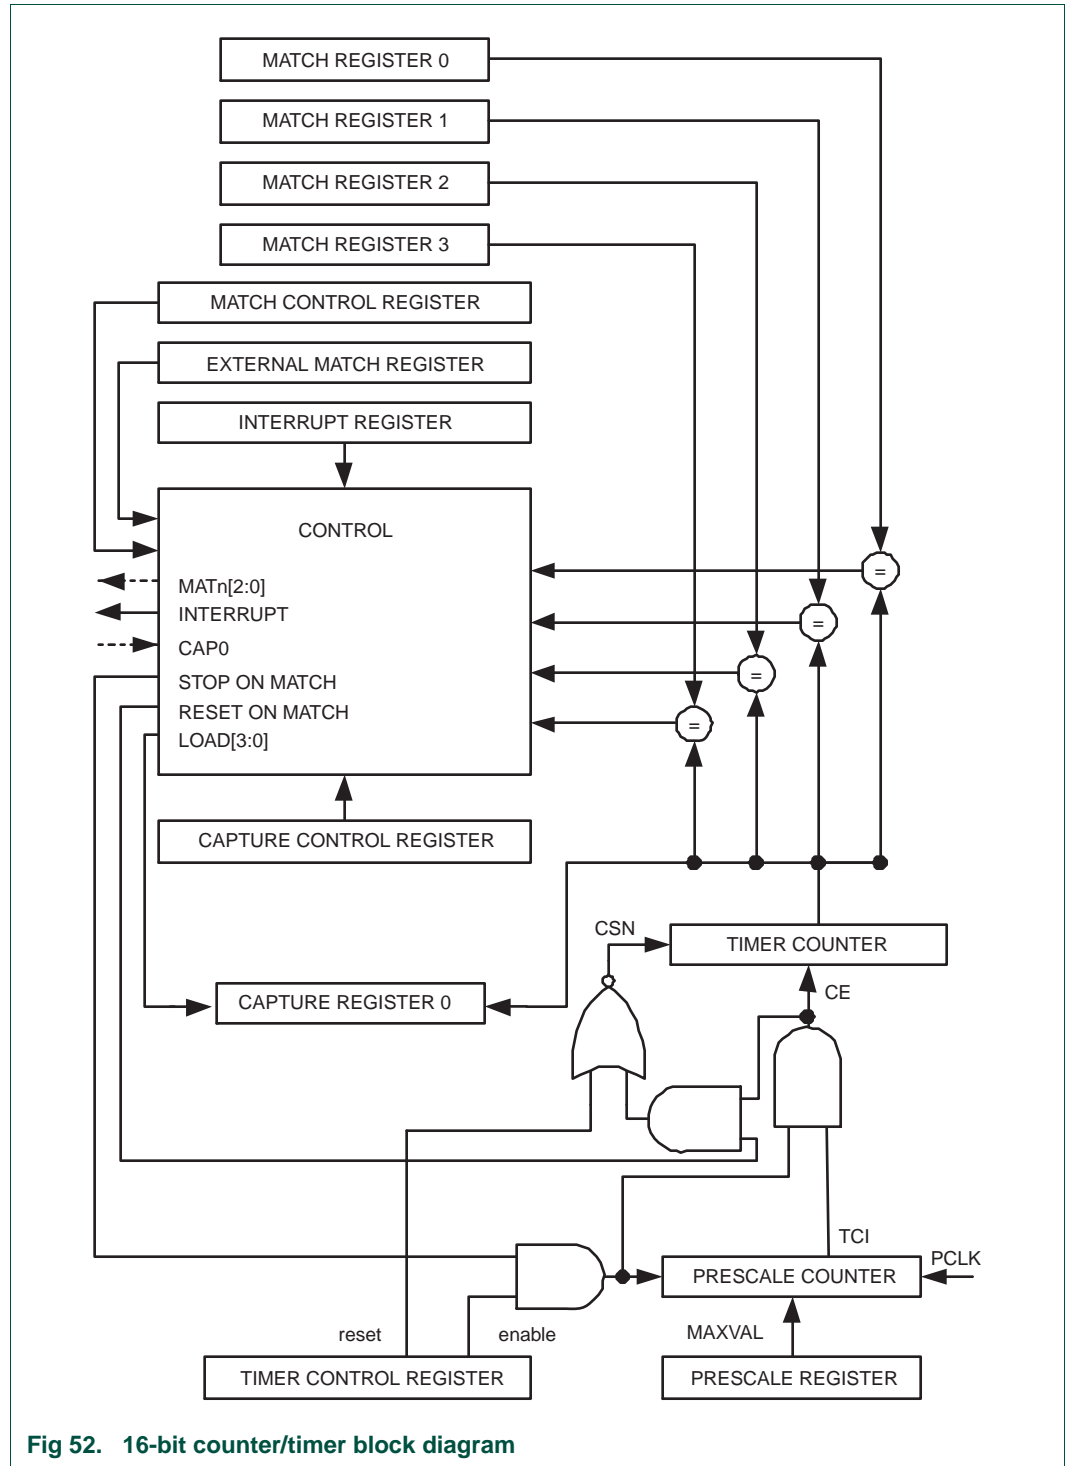 MATCH REGISTER 0
MATCH REGISTER 1
MATCH REGISTER 2
MATCH REGISTER 3
MATCH CONTROL REGISTER
EXTERNAL MATCH REGISTER
INTERRUPT REGISTER
CONTROL
=
=
=
=
MATn[2:0]
INTERRUPT
CAP0
STOP ON MATCH
RESET ON MATCH
LOAD[3:0]
CAPTURE CONTROL REGISTER
CSN
TIMER COUNTER
CE
CAPTURE REGISTER 0
TCI
PCLK
PRESCALE COUNTER
reset
enable
MAXVAL
TIMER CONTROL REGISTER
PRESCALE REGISTER
Fig 52. 16-bit counter/timer block diagram